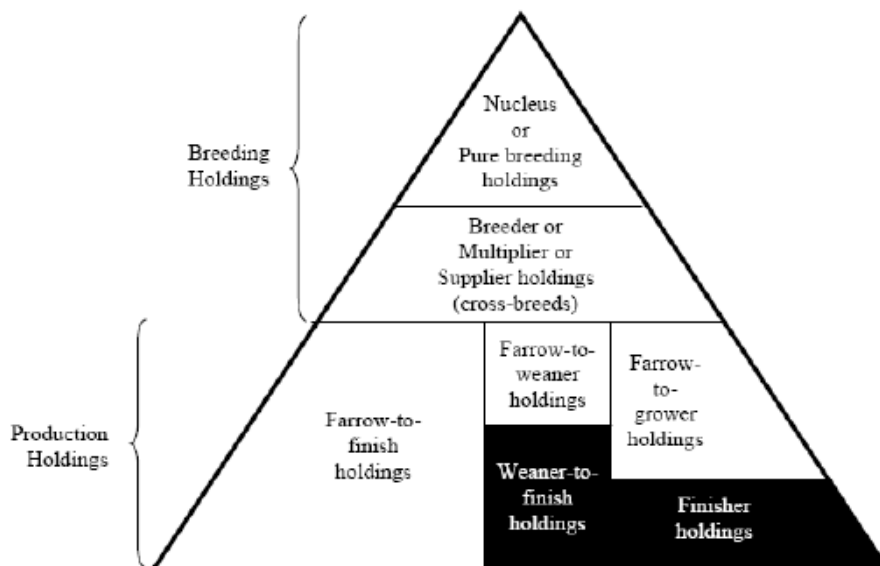 Breeding
Holdings
Nucleus
or
Pure breeding
holdings
Breeder or
Multiplier or
Supplier holdings
(cross-breeds)
Production
Holdings
Farrow-to-
finish
holdings
Farrow-to-
weaner
holdings
Weaner-to-
finish
holdings
Farrow-
to-
grower
holdings
Finisher
holdings